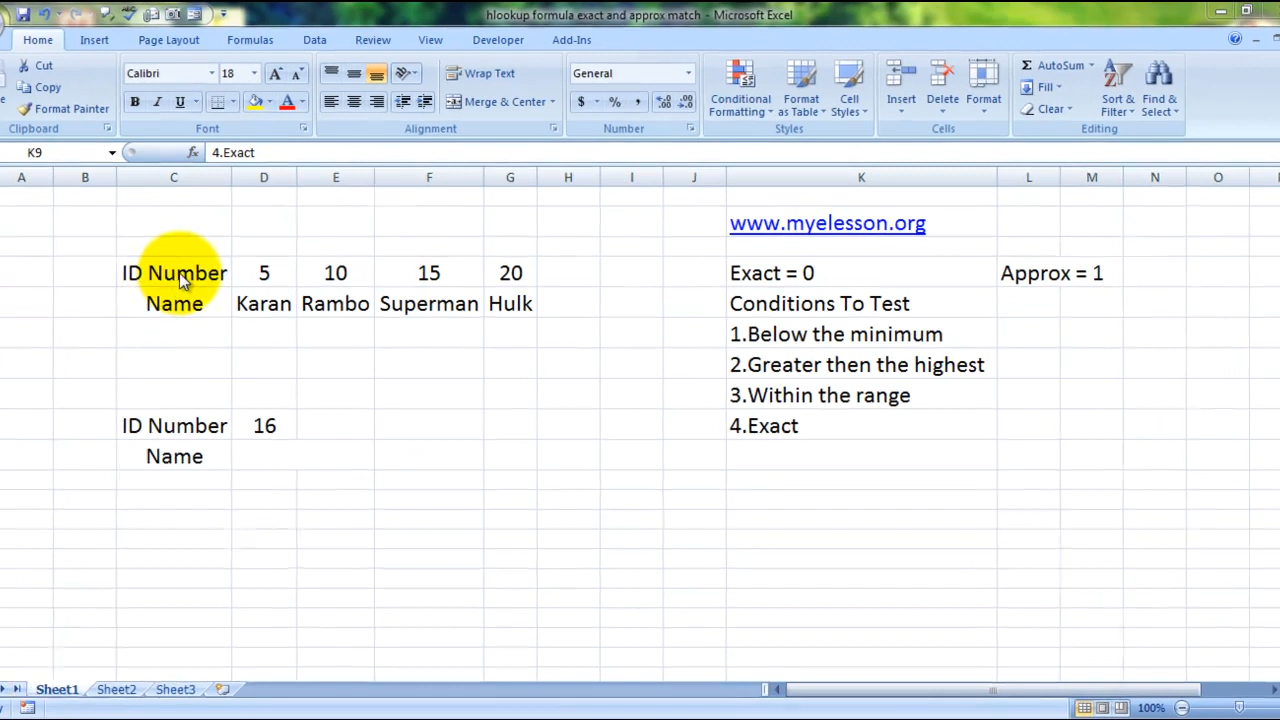 hlookup formula exact and approx match - Microsoft Excel
Home Insert Page Layout Formulas Data Review View Developer Add-Ins
Cut
Copy
Format Painter
Clipboard
Calibri 18
B I U
Font
Wrap Text
Merge & Center
Alignment
General
$ % ,
Number
Conditional Formatting
Format as Table
Cell Styles
Styles
Insert
Delete
Format
Cells
Σ AutoSum
Fill
Clear
Sort & Filter
Find & Select
Editing
K9 fx 4.Exact
A B C D E F G H I J K L M N O
www.myelesson.org
ID Number 5 10 15 20 Exact = 0 Approx = 1
Name Karan Rambo Superman Hulk Conditions To Test
1.Below the minimum
2.Greater then the highest
3.Within the range
ID Number 16 4.Exact
Name
Sheet1 Sheet2 Sheet3
100%